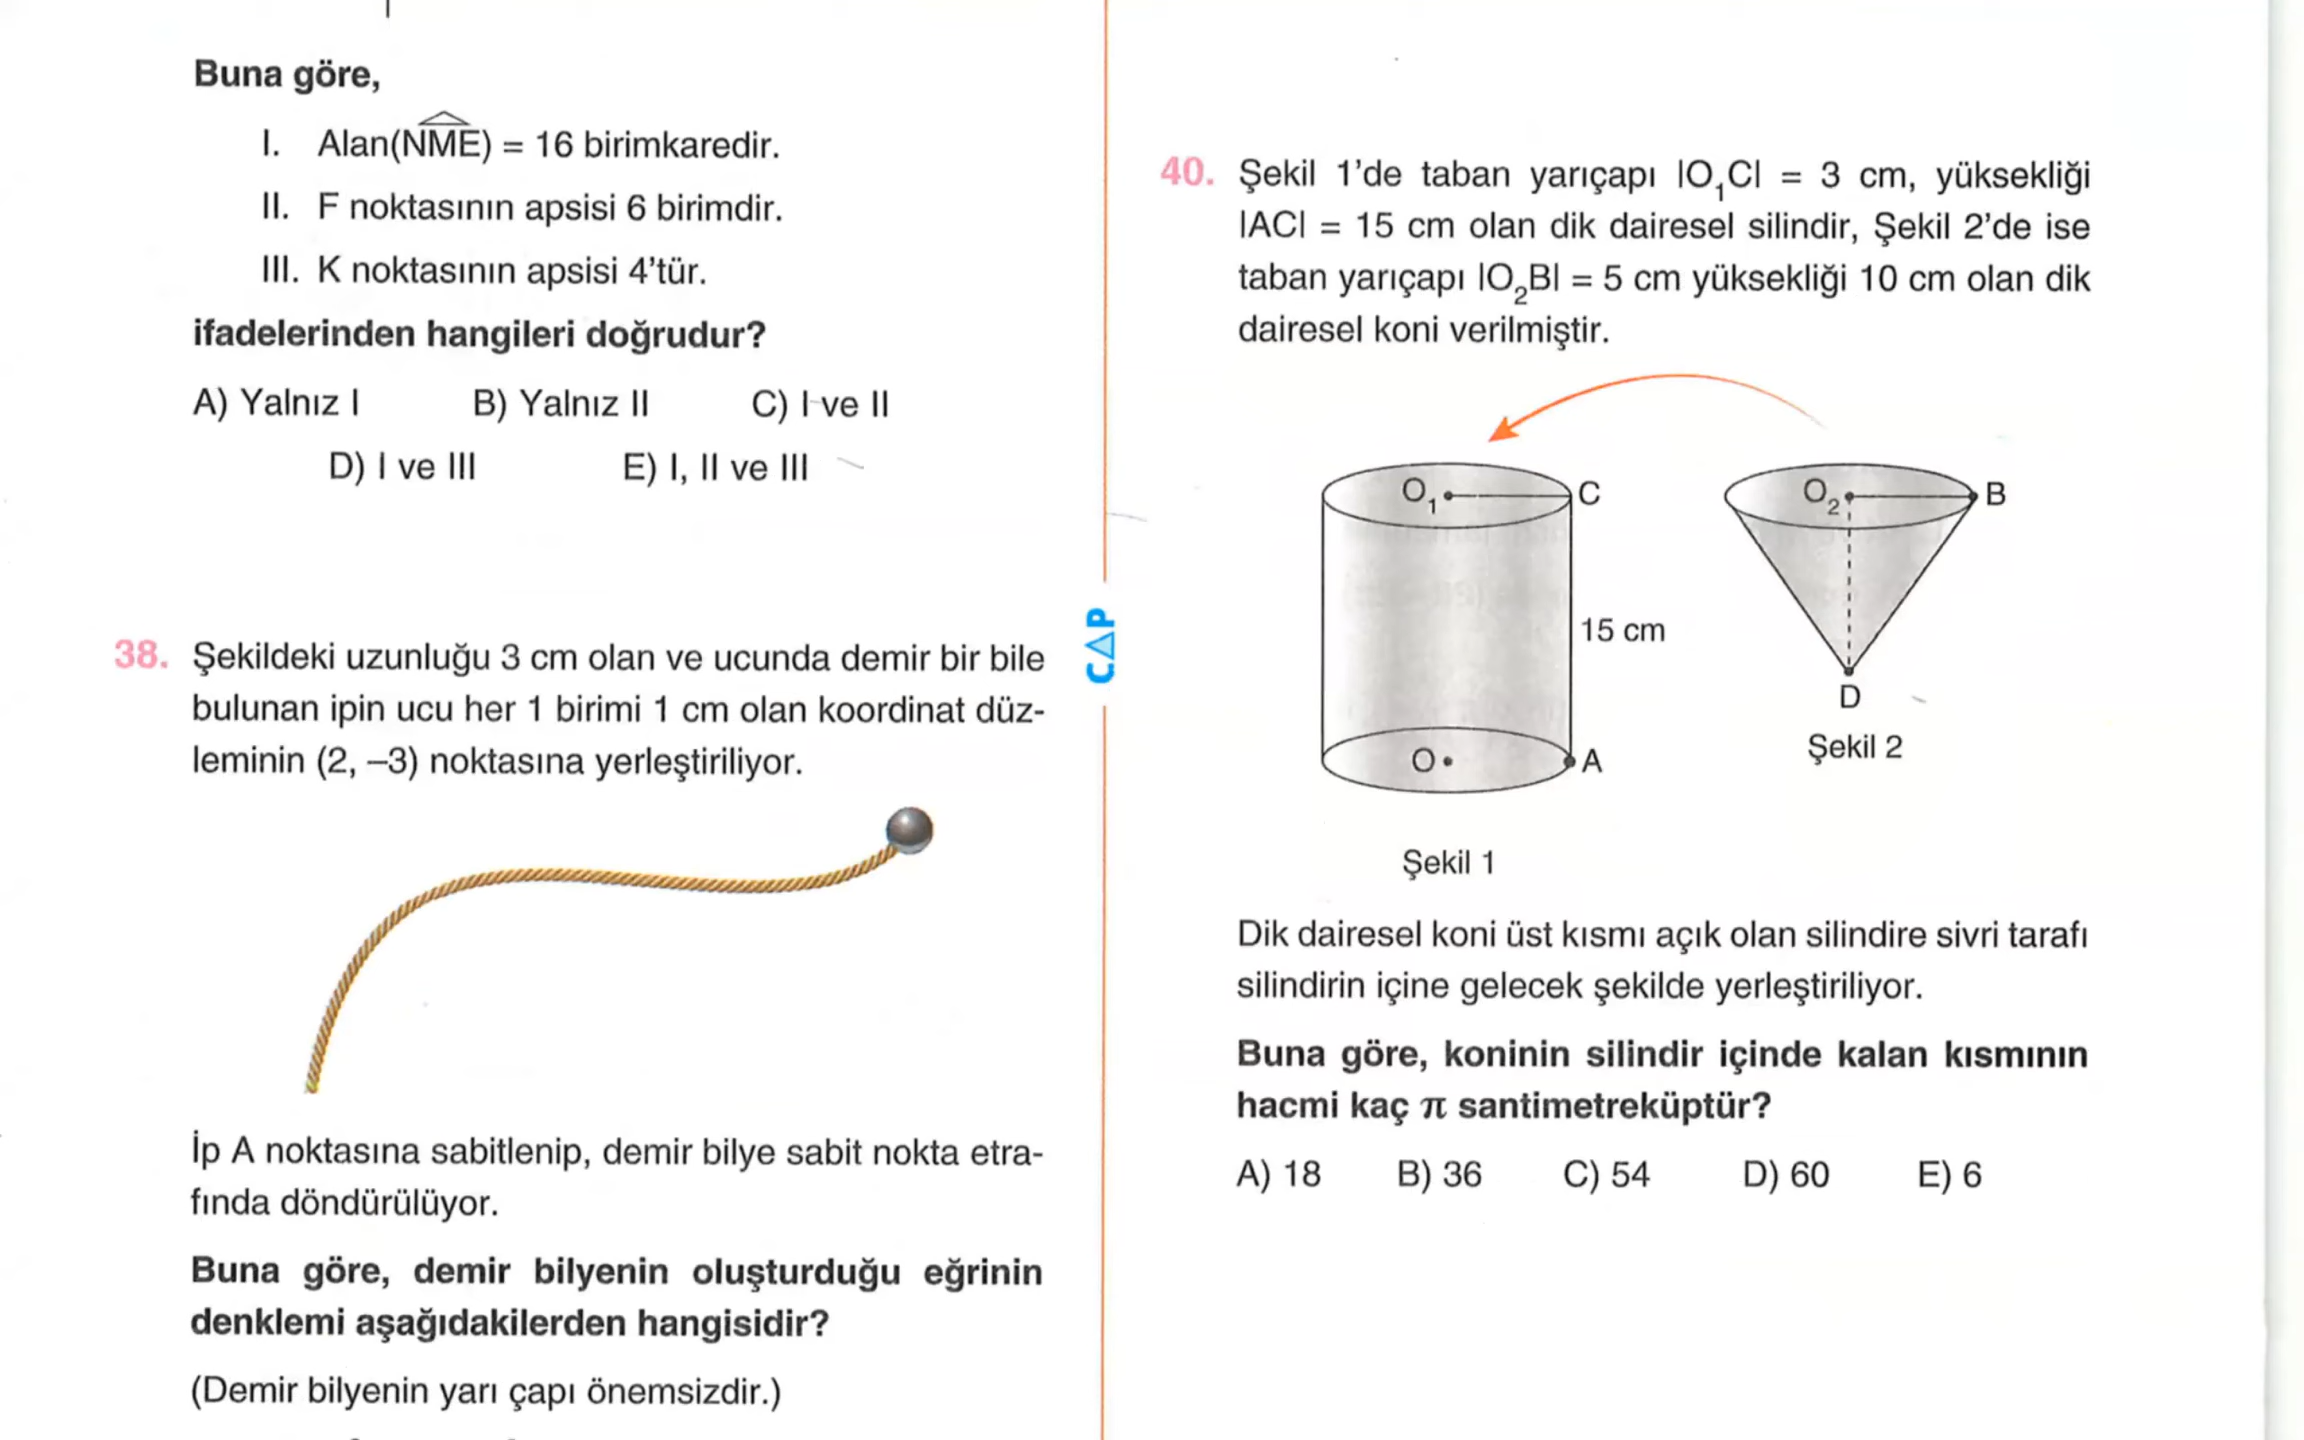 Buna göre,
I. Alan(NME) = 16 birimkaredir.
II. F noktasının apsisi 6 birimdir.
III. K noktasının apsisi 4'tür.
ifadelerinden hangileri doğrudur?
A) Yalnız I B) Yalnız II C) I ve II
D) I ve III E) I, II ve III
38. Şekildeki uzunluğu 3 cm olan ve ucunda demir bir bile
bulunan ipin ucu her 1 birimi 1 cm olan koordinat düz-
leminin (2, –3) noktasına yerleştiriliyor.
İp A noktasına sabitlenip, demir bilye sabit nokta etra-
fında döndürülüyor.
Buna göre, demir bilyenin oluşturduğu eğrinin
denklemi aşağıdakilerden hangisidir?
(Demir bilyenin yarı çapı önemsizdir.)
CAP
40. Şekil 1'de taban yarıçapı |O₁C| = 3 cm, yüksekliği
|AC| = 15 cm olan dik dairesel silindir, Şekil 2'de ise
taban yarıçapı |O₂B| = 5 cm yüksekliği 10 cm olan dik
dairesel koni verilmiştir.
O₁ C O₂ B
15 cm
D
O A
Şekil 2
Şekil 1
Dik dairesel koni üst kısmı açık olan silindire sivri tarafı
silindirin içine gelecek şekilde yerleştiriliyor.
Buna göre, koninin silindir içinde kalan kısmının
hacmi kaç π santimetreküptür?
A) 18 B) 36 C) 54 D) 60 E) 6